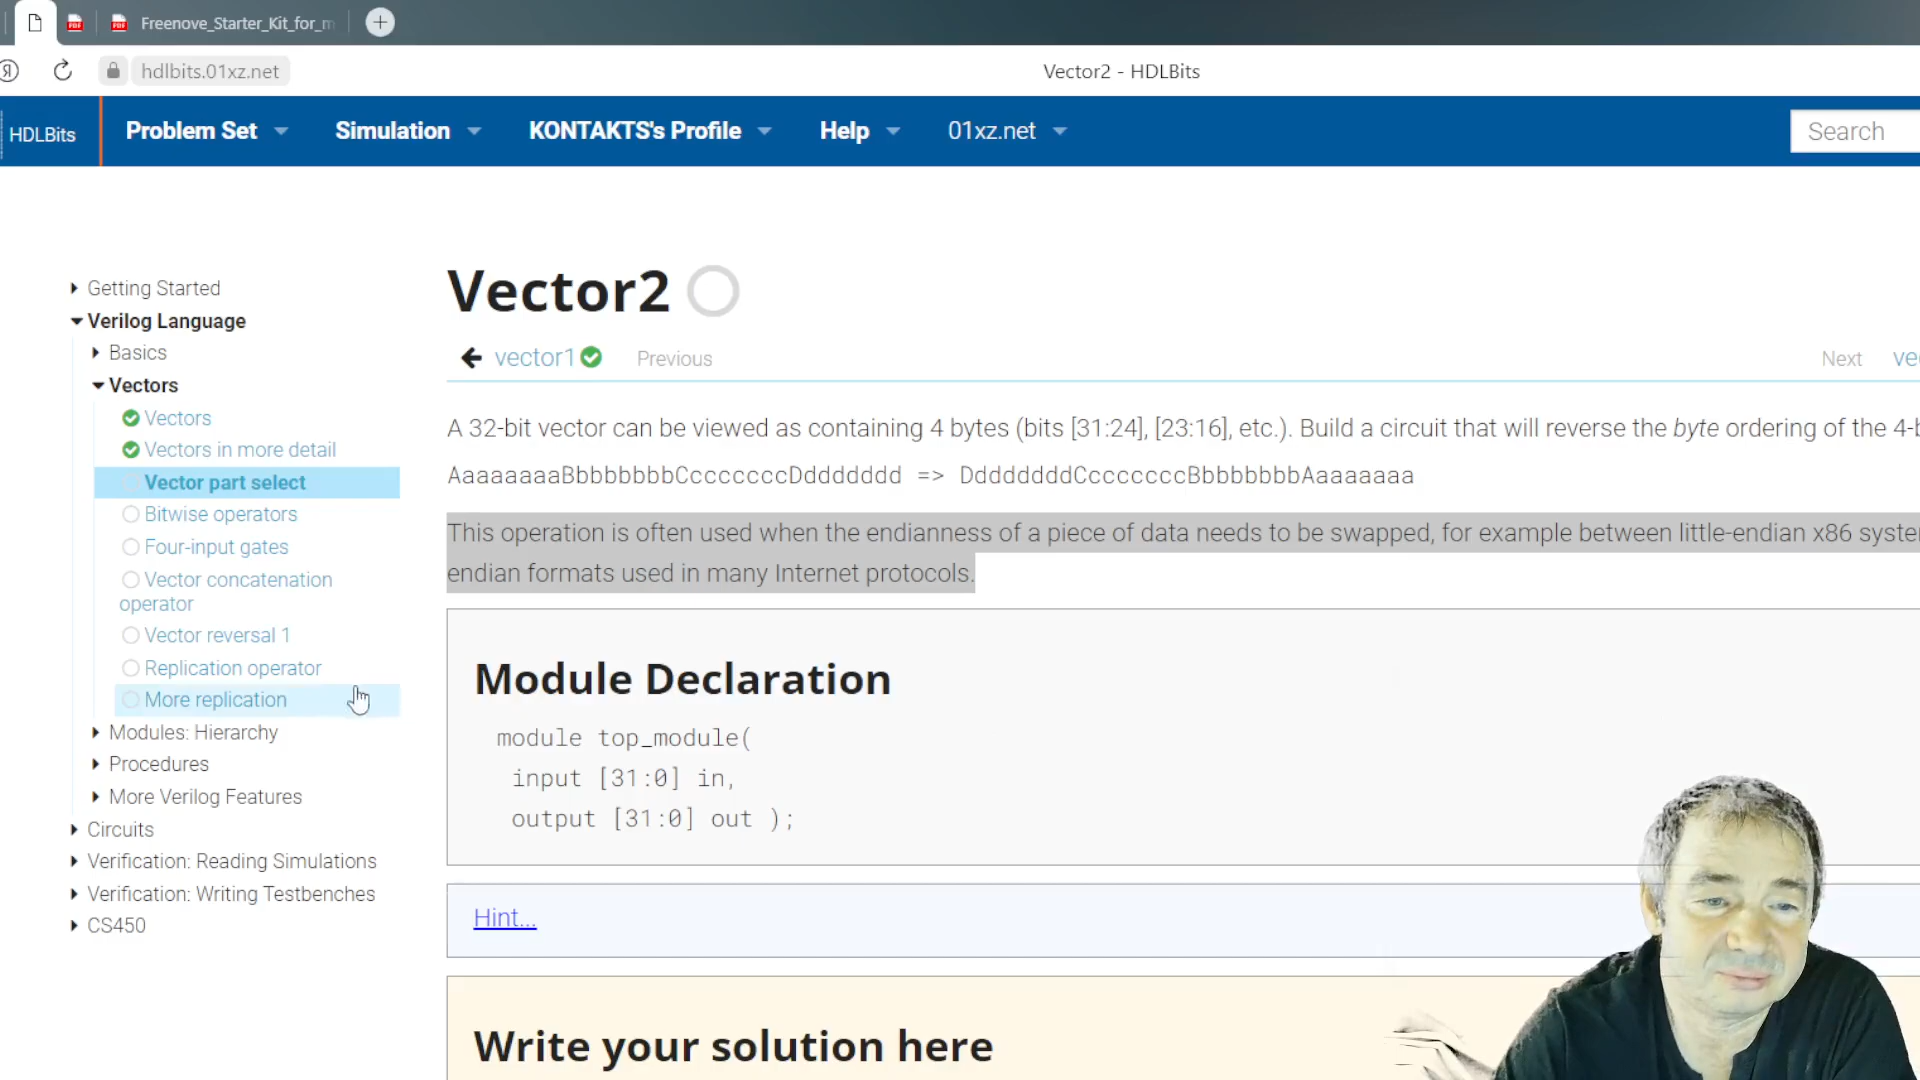 Freenove_Starter_Kit_for_m
hdlbits.01xz.net
Vector2 - HDLBits
HDLBits
Problem Set
Simulation
KONTAKTS's Profile
Help
01xz.net
Search
Getting Started
Verilog Language
Basics
Vectors
Vectors
Vectors in more detail
Vector part select
Bitwise operators
Four-input gates
Vector concatenation
operator
Vector reversal 1
Replication operator
More replication
Modules: Hierarchy
Procedures
More Verilog Features
Circuits
Verification: Reading Simulations
Verification: Writing Testbenches
CS450
Vector2
vector1 Previous
Next ve
A 32-bit vector can be viewed as containing 4 bytes (bits [31:24], [23:16], etc.). Build a circuit that will reverse the byte ordering of the 4-b
AaaaaaaaBbbbbbbbCcccccccDddddddd => DdddddddCcccccccBbbbbbbbAaaaaaaa
This operation is often used when the endianness of a piece of data needs to be swapped, for example between little-endian x86 syste
endian formats used in many Internet protocols.
Module Declaration
module top_module(
input [31:0] in,
output [31:0] out );
Hint...
Write your solution here